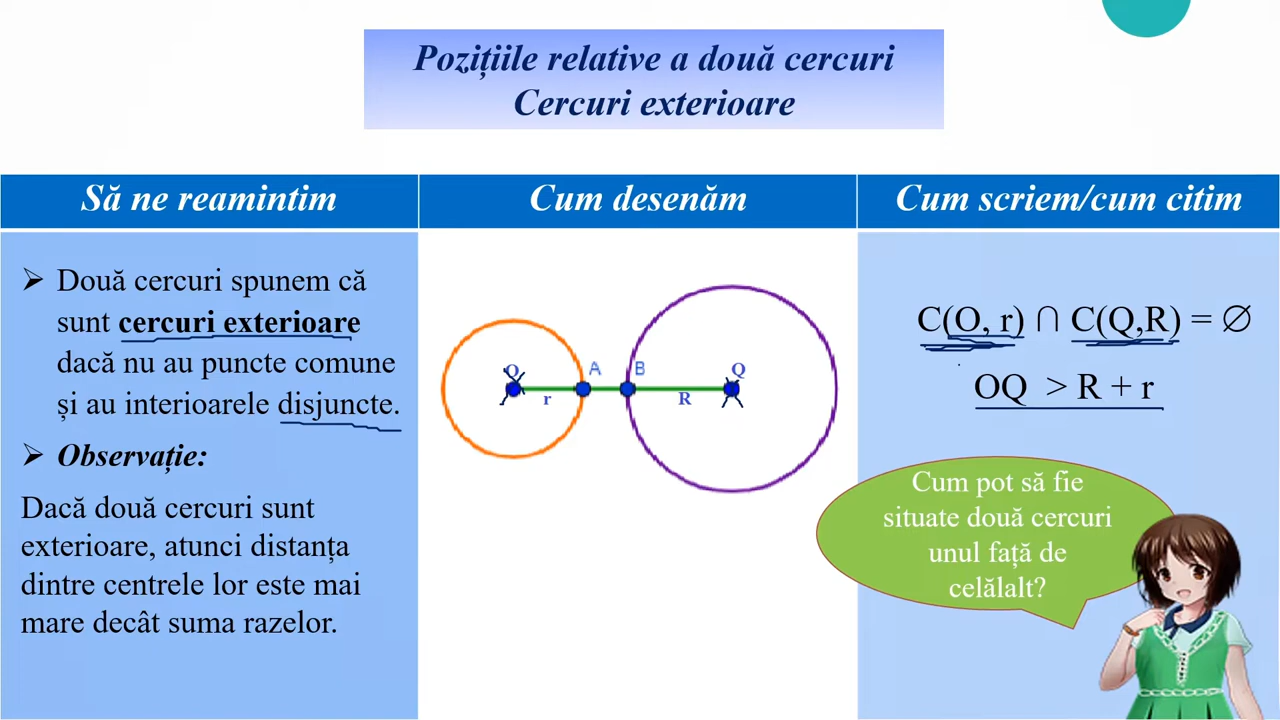 Pozițiile relative a două cercuri
Cercuri exterioare
Să ne reamintim
Cum desenăm
Cum scriem/cum citim
➢ Două cercuri spunem că
sunt cercuri exterioare
dacă nu au puncte comune
și au interioarele disjuncte.
➢ Observație:
Dacă două cercuri sunt
exterioare, atunci distanța
dintre centrele lor este mai
mare decât suma razelor.
O
A
B
Q
r
R
C(O, r) ∩ C(Q,R) = ∅
OQ > R + r
Cum pot să fie
situate două cercuri
unul față de
celălalt?